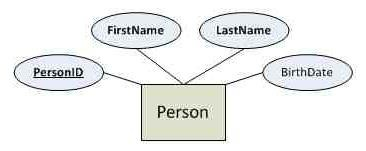 FirstName
LastName
PersonID
BirthDate
Person